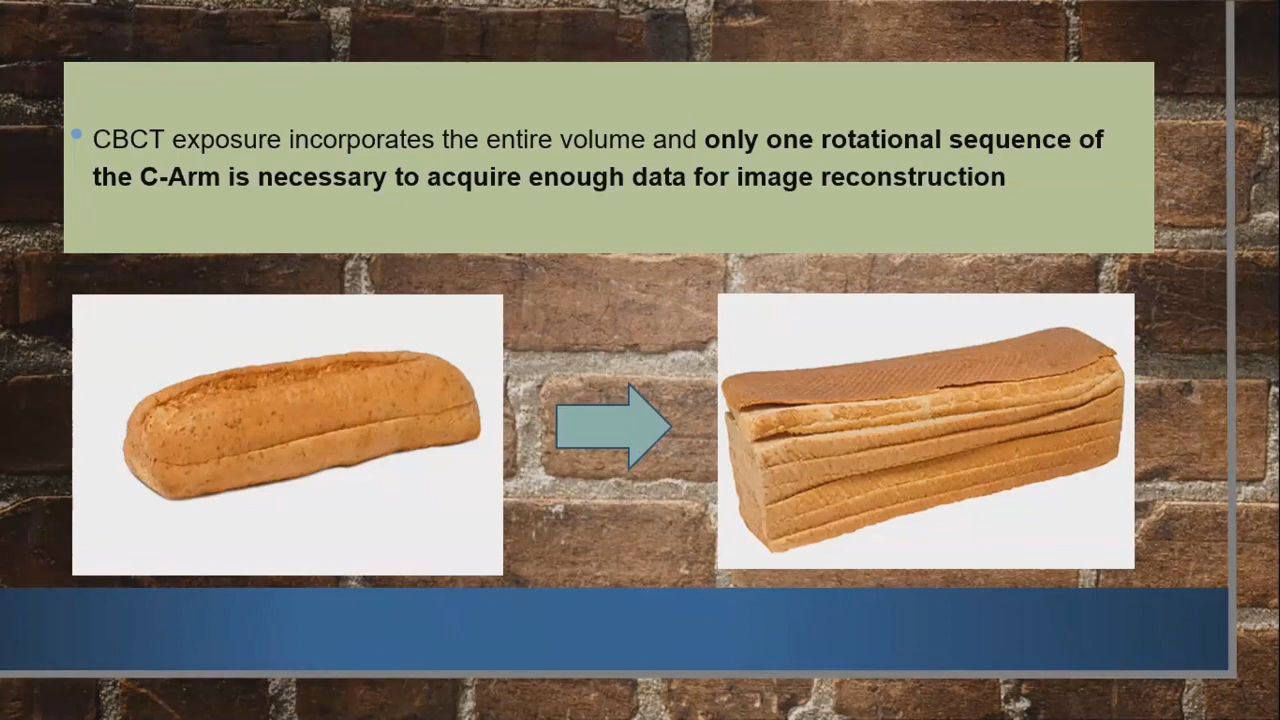 CBCT exposure incorporates the entire volume and only one rotational sequence of
the C-Arm is necessary to acquire enough data for image reconstruction